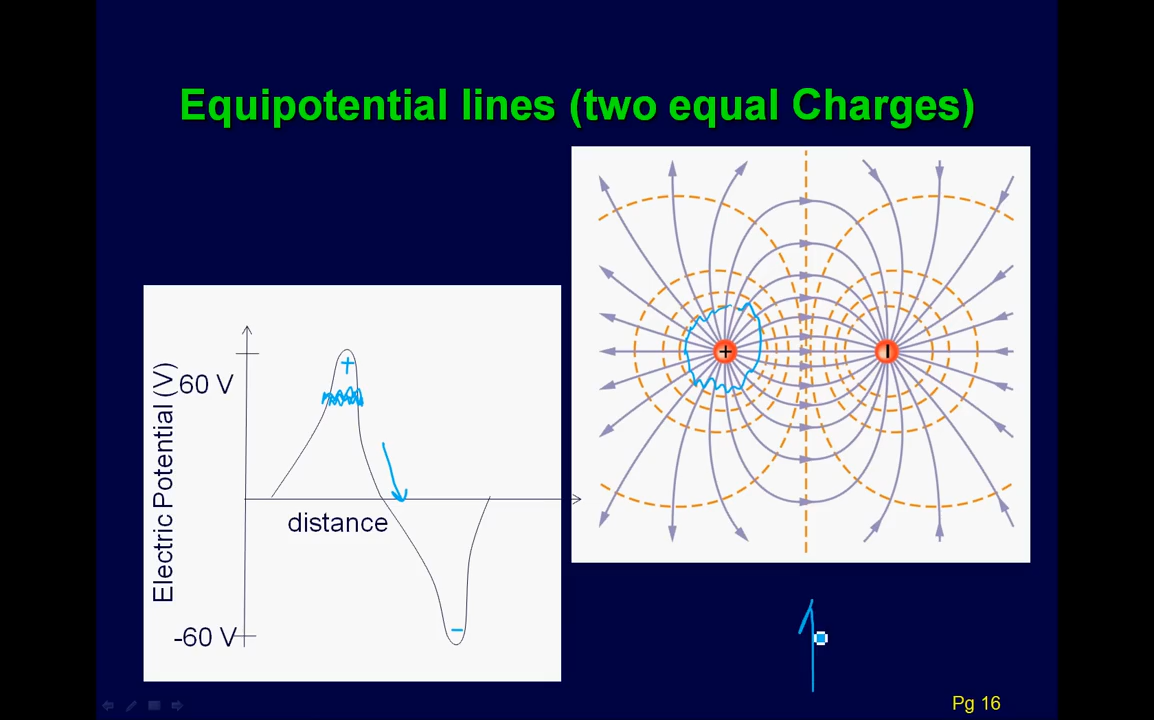 Equipotential lines (two equal Charges)
Electric Potential (V)
60 V
+
distance
-60 V
−
+
Pg 16